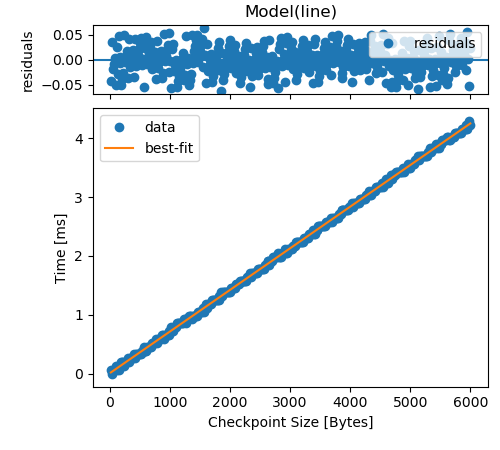 Model(line)
0.05
0.00
−0.05
residuals
residuals
4
3
2
1
0
Time [ms]
data
best-fit
0 1000 2000 3000 4000 5000 6000
Checkpoint Size [Bytes]